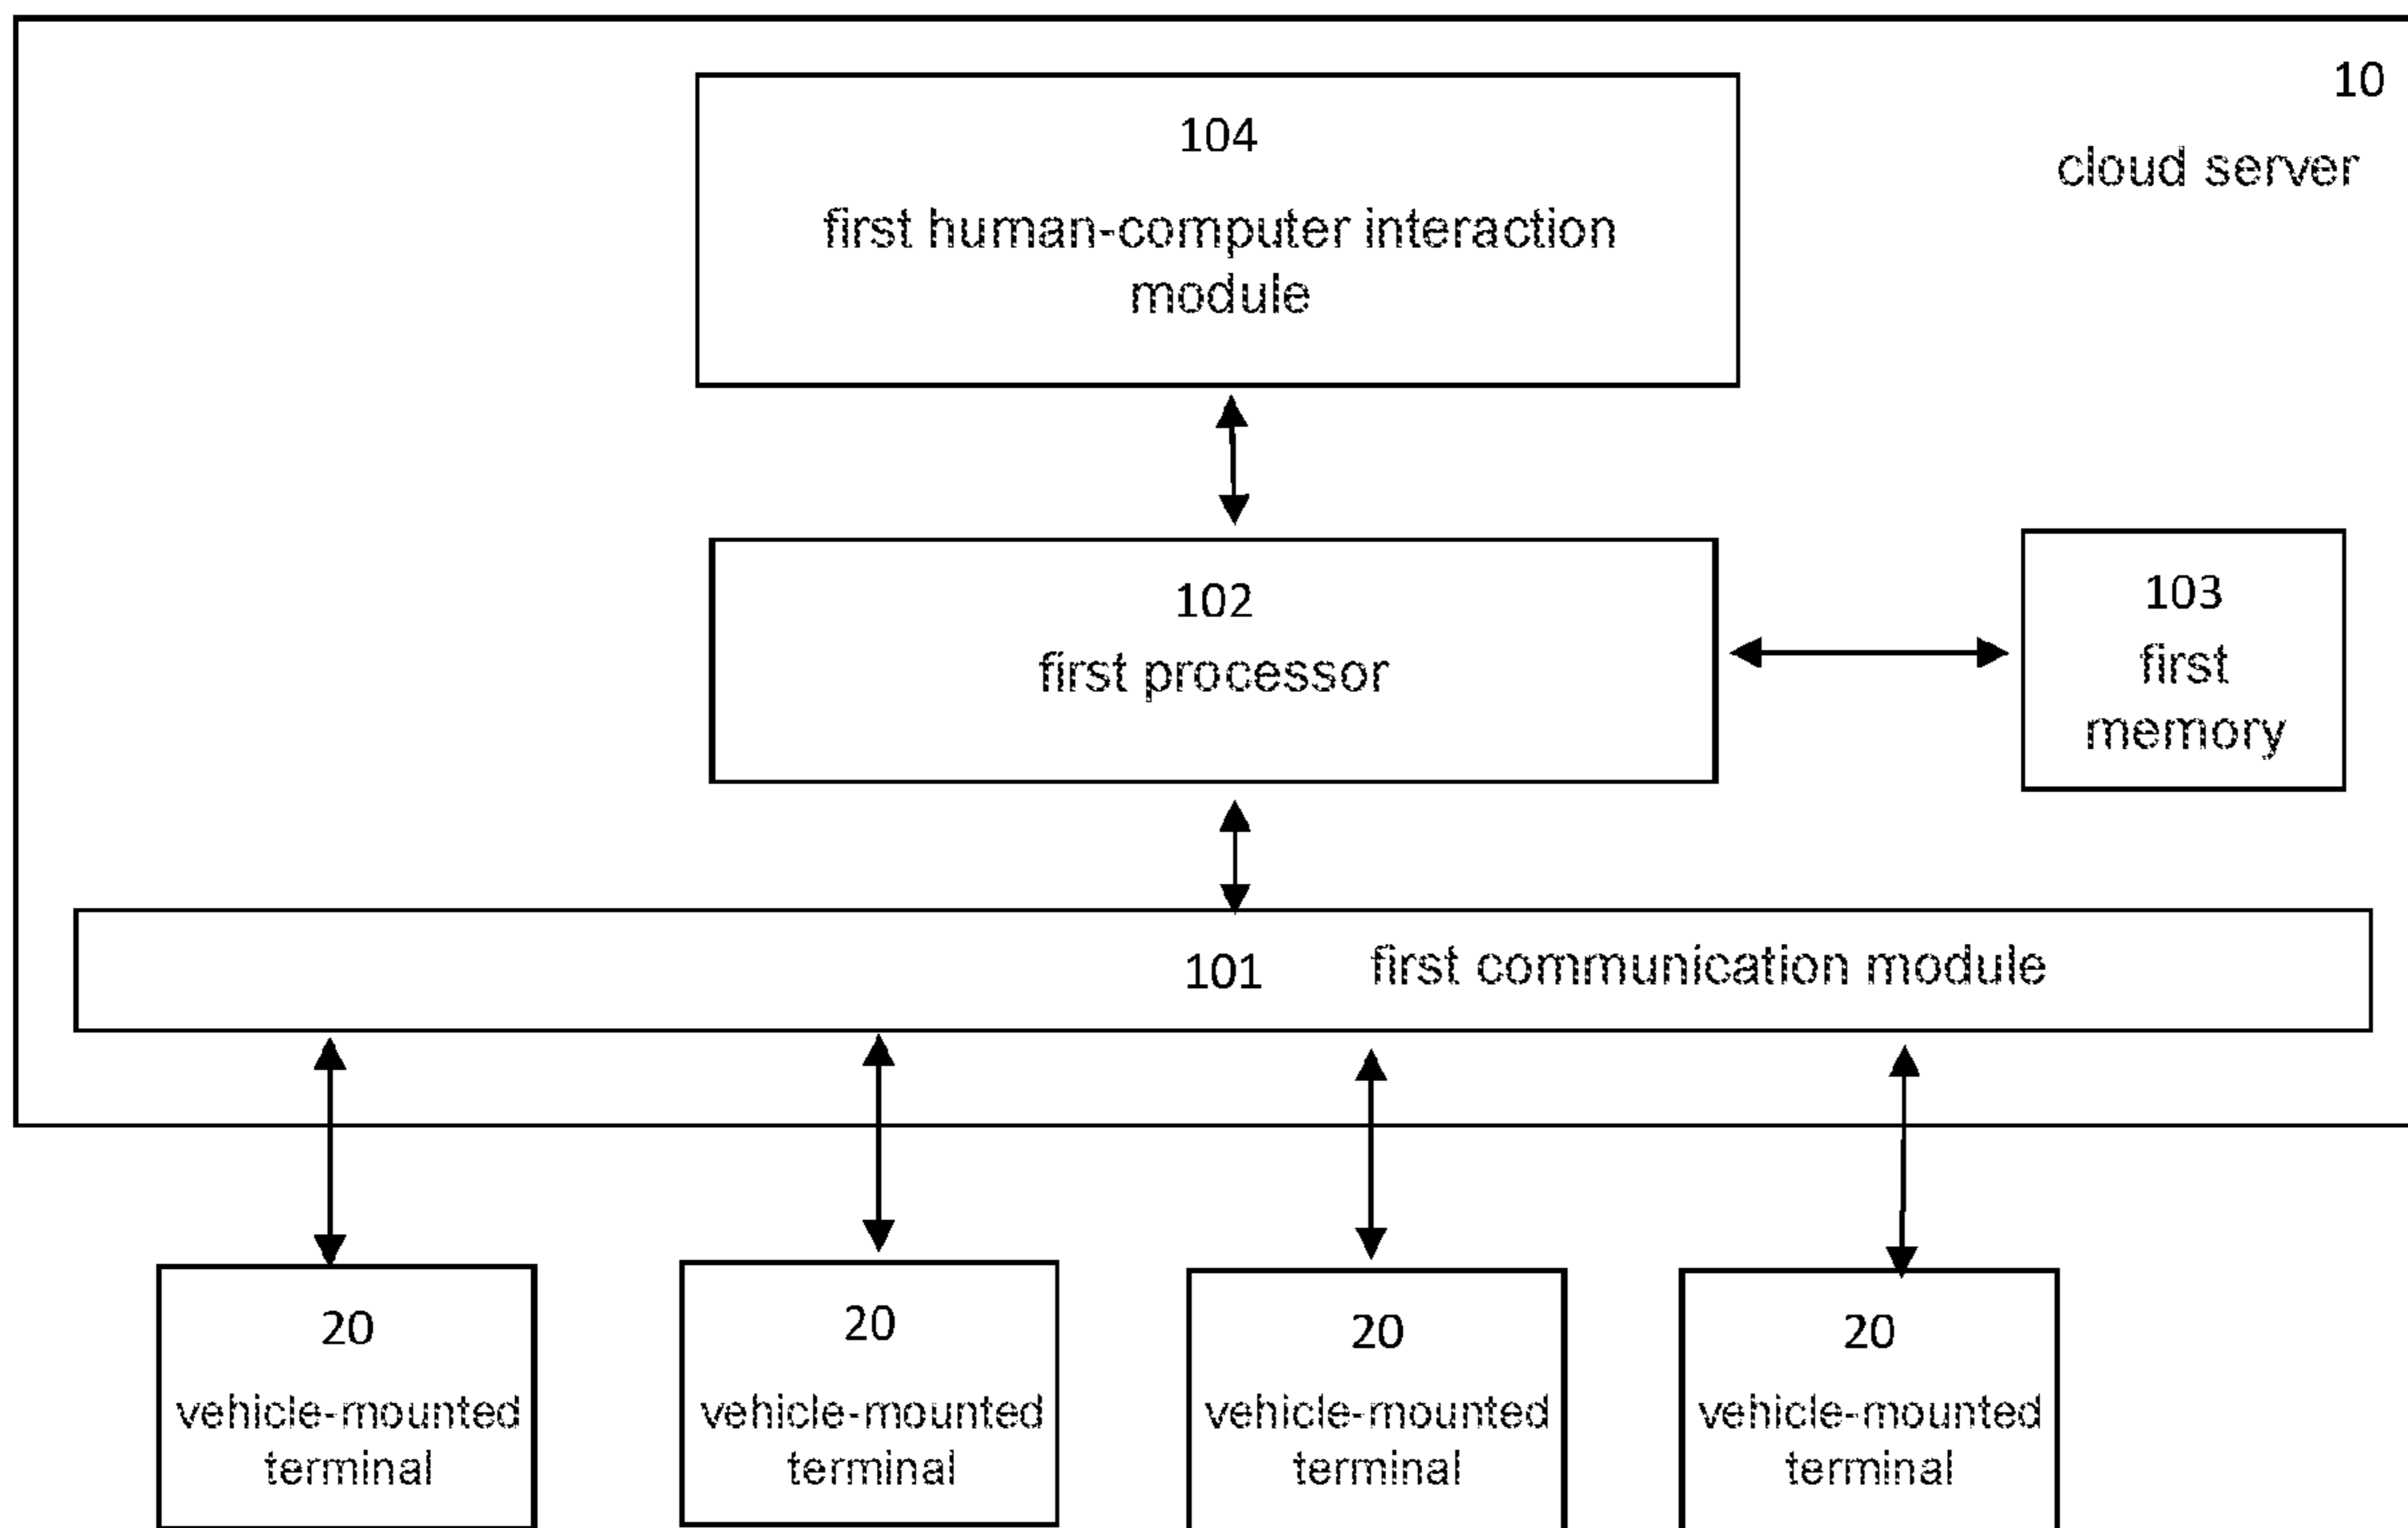 10
cloud server
104
first human-computer interaction
module
102
first processor
103
first
memory
101 first communication module
20
vehicle-mounted
terminal
20
vehicle-mounted
terminal
20
vehicle-mounted
terminal
20
vehicle-mounted
terminal